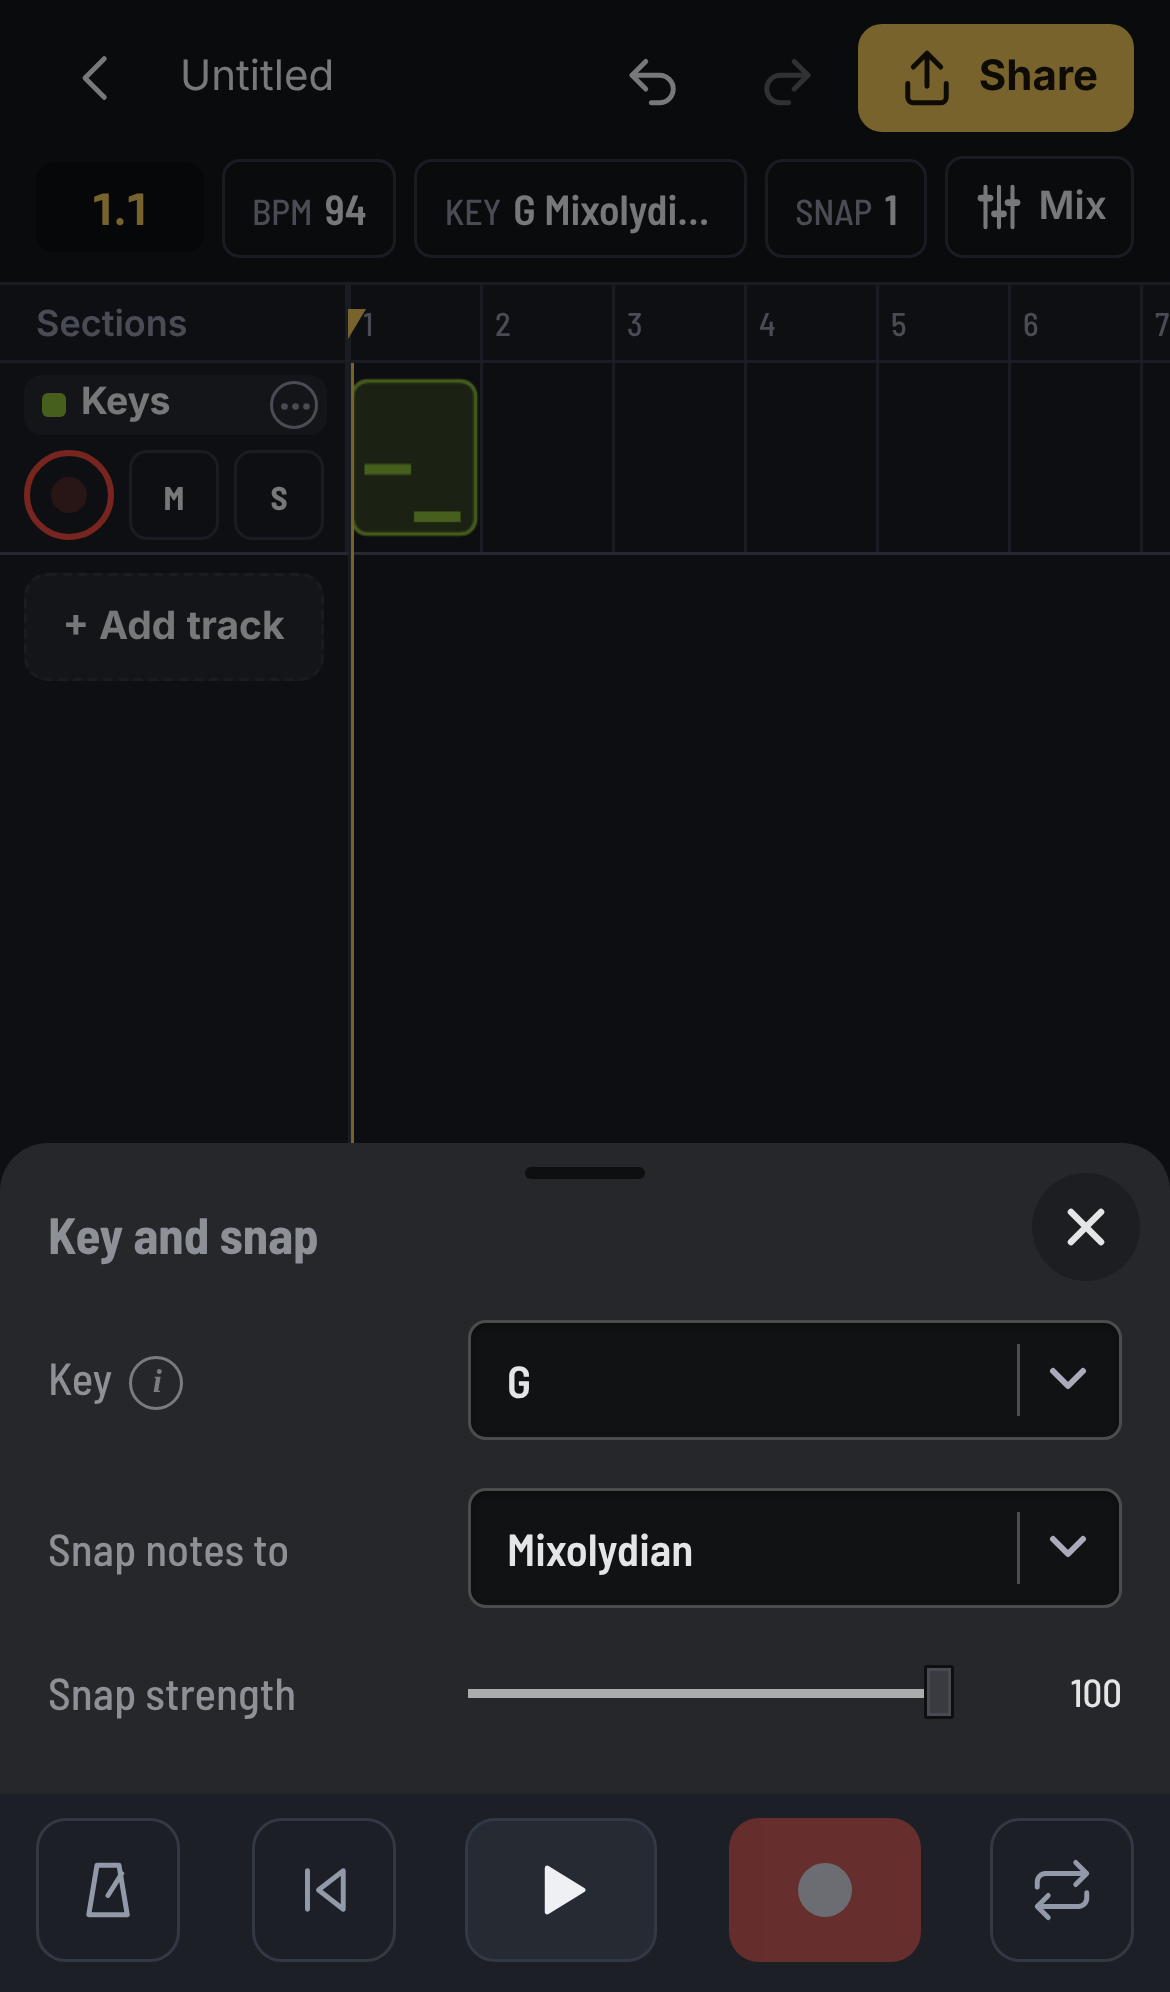 Untitled
Share
1.1
BPM 94
KEY G Mixolydi...
SNAP 1
Mix
Sections
1 2 3 4 5 6 7
Keys
M S
+ Add track
Key and snap
Key i
G
Snap notes to
Mixolydian
Snap strength
100